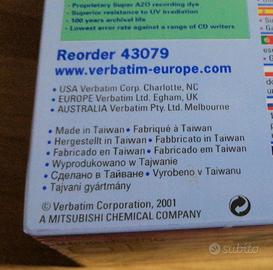 • Proprietary Super AZO recording dye
• Superior resistance to UV irradiation
• 100 years archival life
• Lowest error rate against a range of CD writers
Reorder 43079
www.verbatim-europe.com
• USA Verbatim Corp. Charlotte, NC
• EUROPE Verbatim Ltd. Egham, UK
• AUSTRALIA Verbatim Pty. Ltd. Melbourne
• Made in Taiwan • Fabriqué à Taiwan
• Hergestellt in Taiwan • Fabbricato in Taiwan
• Fabricado en Taiwan • Fabricado em Taiwan
• Wyprodukowano w Tajwanie
• Сделано в Тайване • Vyrobeno v Taiwanu
• Tajvani gyártmány
© Verbatim Corporation, 2001
A MITSUBISHI CHEMICAL COMPANY
CE
subito